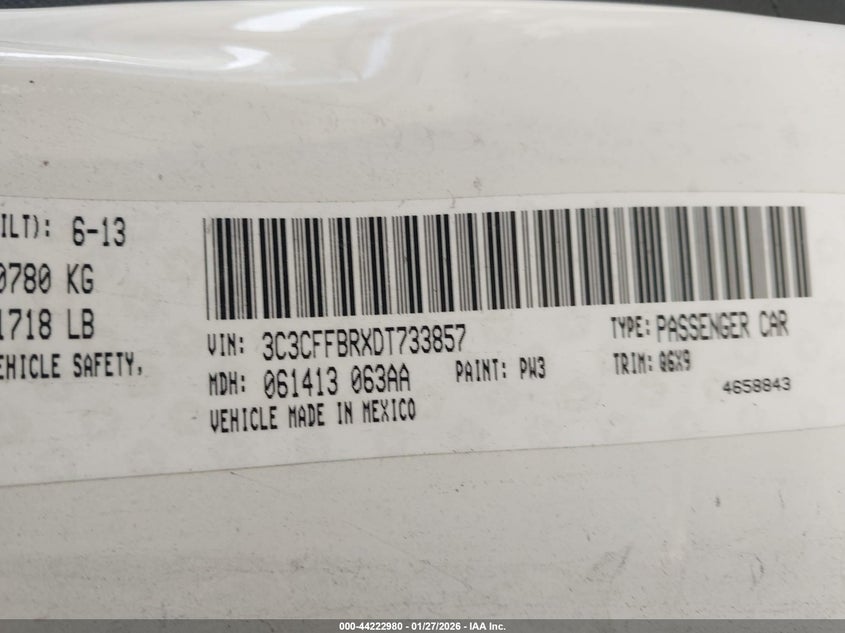 ILT): 6-13
0780 KG
1718 LB
EHICLE SAFETY,
VIN: 3C3CFFBRXDT733857
TYPE: PASSENGER CAR
MDH: 061413 063AA
PAINT: PW3
TRIM: Q6X9
VEHICLE MADE IN MEXICO
4658843
000-44222980 - 01/27/2026 - IAA Inc.